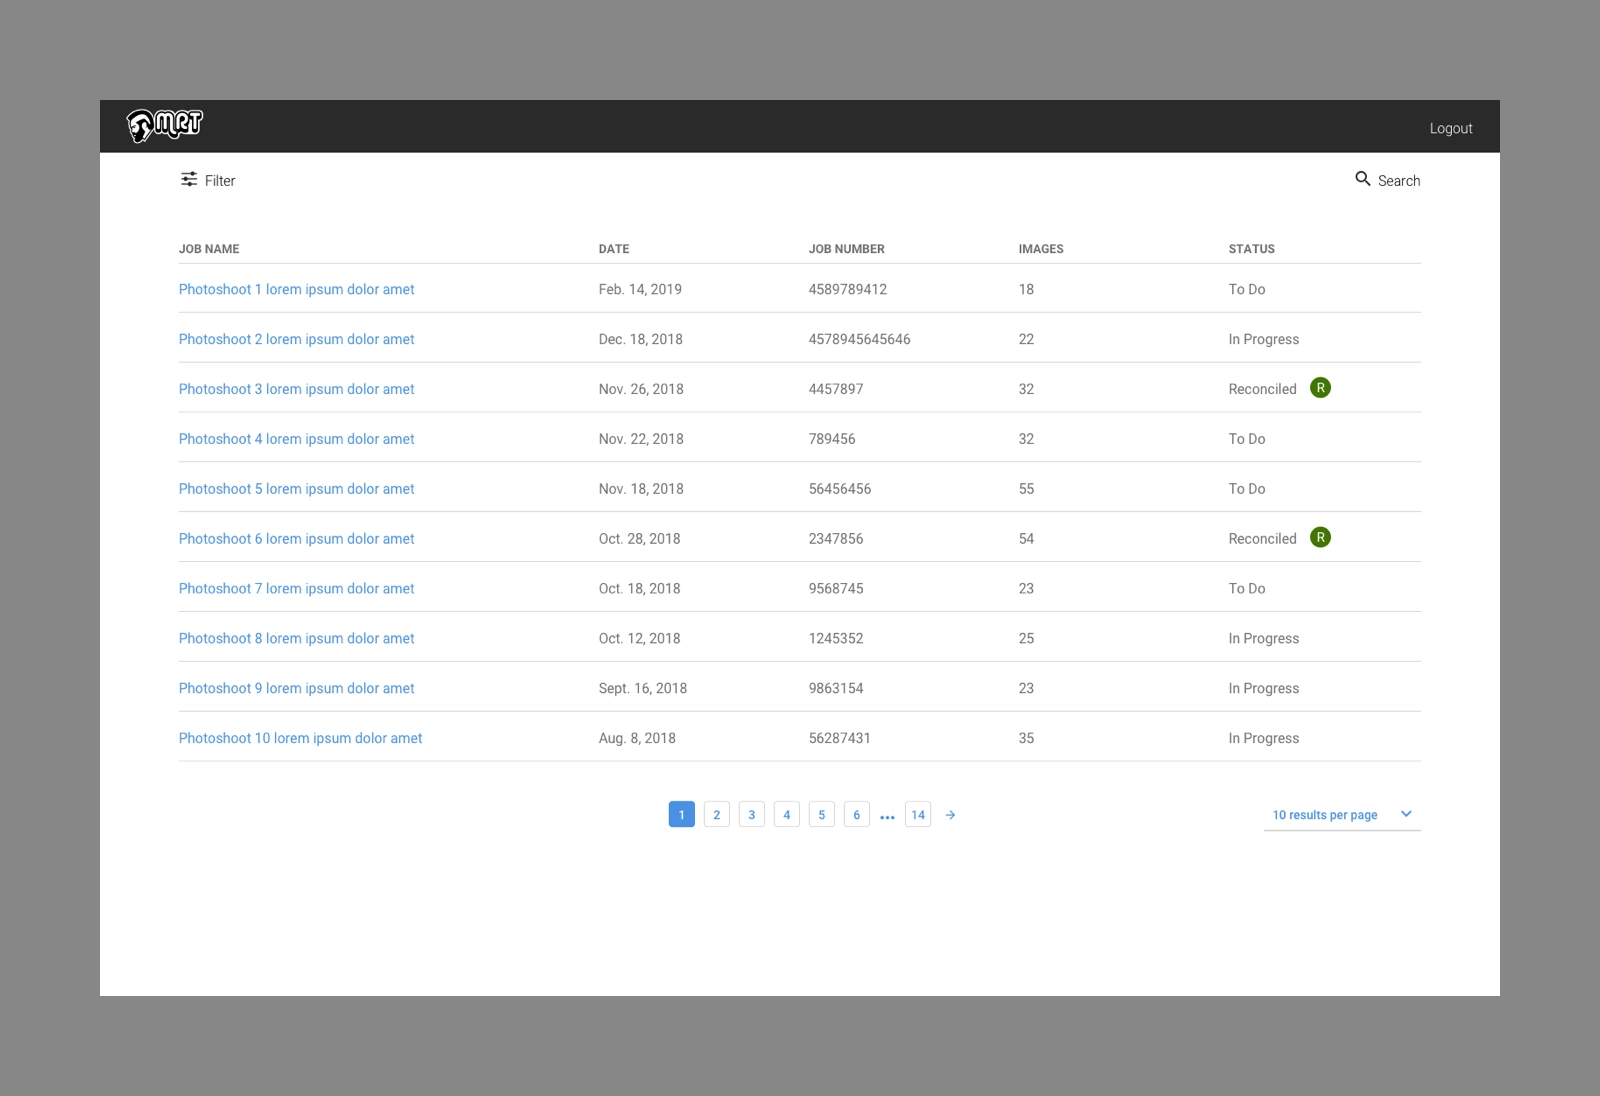 MRT
Logout
Filter
Search
JOB NAME DATE JOB NUMBER IMAGES STATUS
Photoshoot 1 lorem ipsum dolor amet Feb. 14, 2019 4589789412 18 To Do
Photoshoot 2 lorem ipsum dolor amet Dec. 18, 2018 4578945645646 22 In Progress
Photoshoot 3 lorem ipsum dolor amet Nov. 26, 2018 4457897 32 Reconciled R
Photoshoot 4 lorem ipsum dolor amet Nov. 22, 2018 789456 32 To Do
Photoshoot 5 lorem ipsum dolor amet Nov. 18, 2018 56456456 55 To Do
Photoshoot 6 lorem ipsum dolor amet Oct. 28, 2018 2347856 54 Reconciled R
Photoshoot 7 lorem ipsum dolor amet Oct. 18, 2018 9568745 23 To Do
Photoshoot 8 lorem ipsum dolor amet Oct. 12, 2018 1245352 25 In Progress
Photoshoot 9 lorem ipsum dolor amet Sept. 16, 2018 9863154 23 In Progress
Photoshoot 10 lorem ipsum dolor amet Aug. 8, 2018 56287431 35 In Progress
1 2 3 4 5 6 ... 14 →
10 results per page